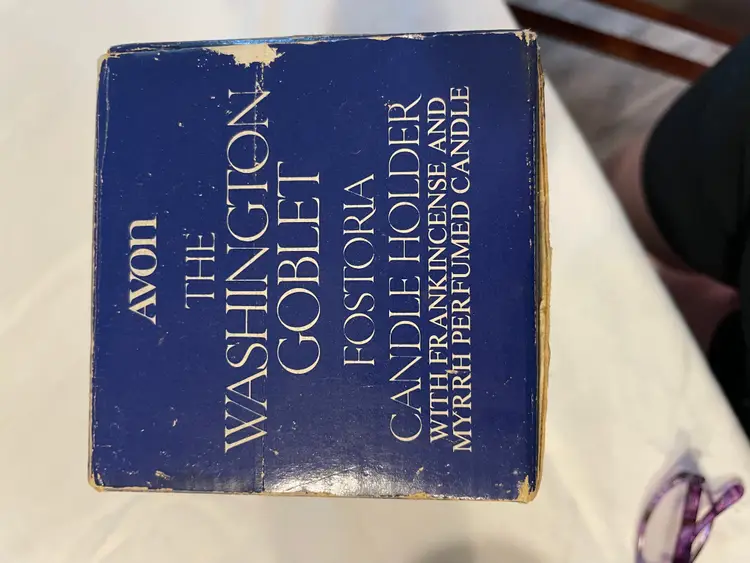 AVON
THE
WASHINGTON
GOBLET
FOSTORIA
CANDLE HOLDER
WITH FRANKINCENSE AND
MYRRH PERFUMED CANDLE